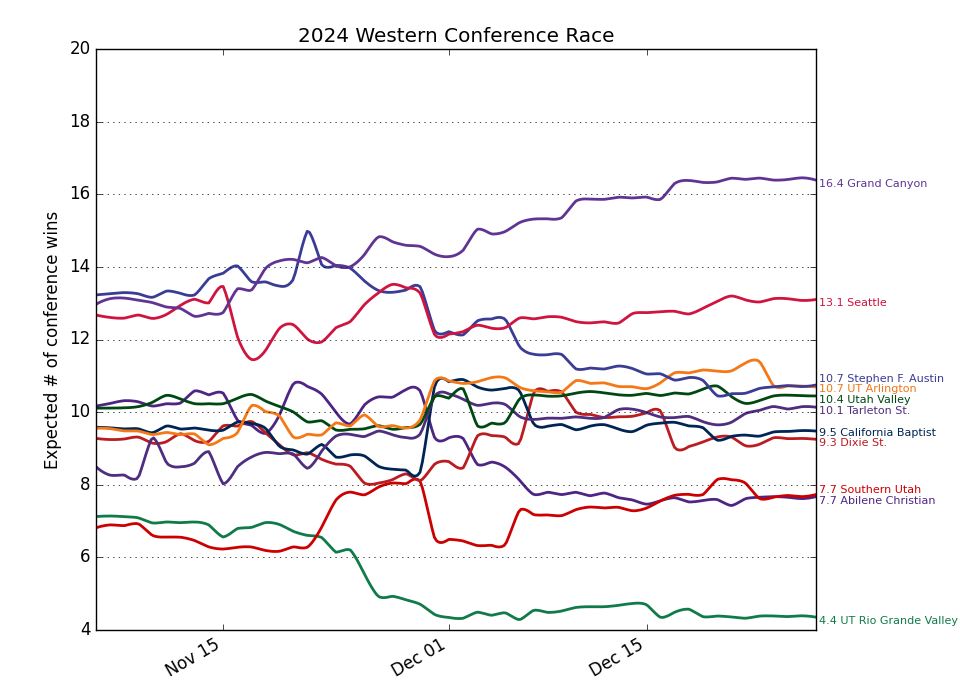 2024 Western Conference Race
Expected # of conference wins
20
18
16
14
12
10
8
6
4
Nov 15
Dec 01
Dec 15
16.4 Grand Canyon
13.1 Seattle
10.7 Stephen F. Austin
10.7 UT Arlington
10.4 Utah Valley
10.1 Tarleton St.
9.5 California Baptist
9.3 Dixie St.
7.7 Southern Utah
7.7 Abilene Christian
4.4 UT Rio Grande Valley